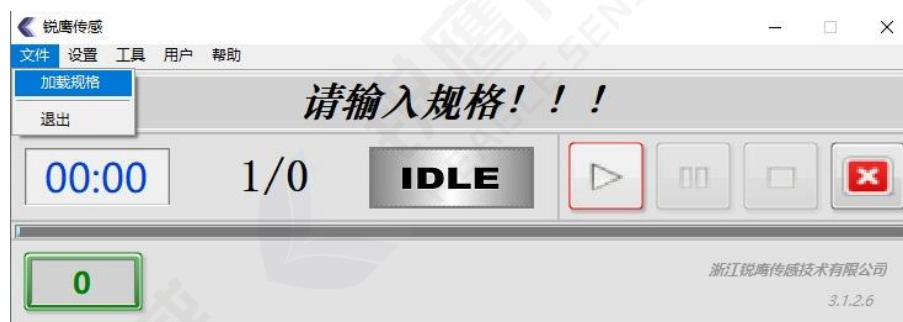 锐鹰传感
文件 设置 工具 用户 帮助
加载规格
退出
请输入规格！！！
00:00 1/0 IDLE
0
浙江锐鹰传感技术有限公司
3.1.2.6